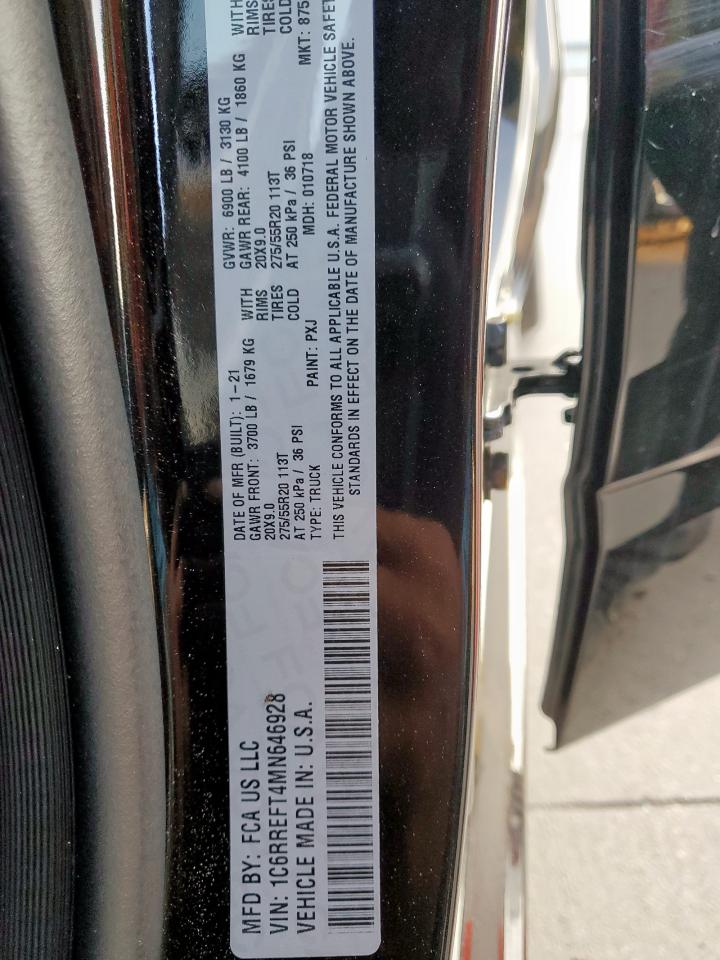 MFD BY: FCA US LLC
VIN: 1C6RREFT4MN646928
VEHICLE MADE IN: U.S.A.
DATE OF MFR (BUILT): 1-21
GAWR FRONT: 3700 LB / 1679 KG WITH
20X9.0 RIMS
275/55R20 113T TIRES
AT 250 kPa / 36 PSI COLD
TYPE: TRUCK PAINT: PXJ MDH: 010718 MKT: 875
GVWR: 6900 LB / 3130 KG
GAWR REAR: 4100 LB / 1860 KG WITH
20X9.0 RIMS
275/55R20 113T TIRES
AT 250 kPa / 36 PSI COLD
THIS VEHICLE CONFORMS TO ALL APPLICABLE U.S.A. FEDERAL MOTOR VEHICLE SAFETY
STANDARDS IN EFFECT ON THE DATE OF MANUFACTURE SHOWN ABOVE.